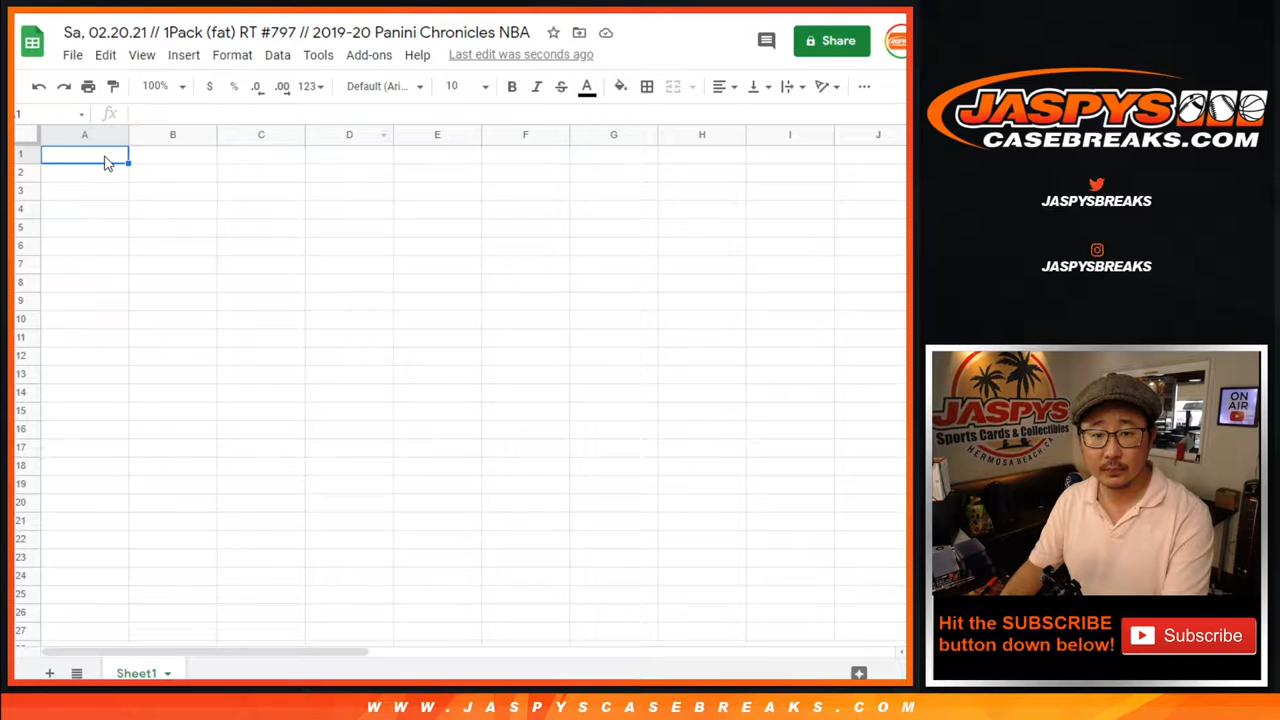 Sa, 02.20.21 // 1Pack (fat) RT #797 // 2019-20 Panini Chronicles NBA
Share
File Edit View Insert Format Data Tools Add-ons Help Last edit was seconds ago
100% $ % .0 .00 123 Default (Ari... 10 B I S A
fx
A B C D E F G H I J
1
2
3
4
5
6
7
8
9
10
11
12
13
14
15
16
17
18
19
20
21
22
23
24
25
26
27
Sheet1
JASPYS
CASEBREAKS.COM
JASPYSBREAKS
JASPYSBREAKS
JASPYS
Sports Cards & Collectibles
HERMOSA BEACH, CA
ON AIR
Hit the SUBSCRIBE
button down below!
Subscribe
WWW.JASPYSCASEBREAKS.COM